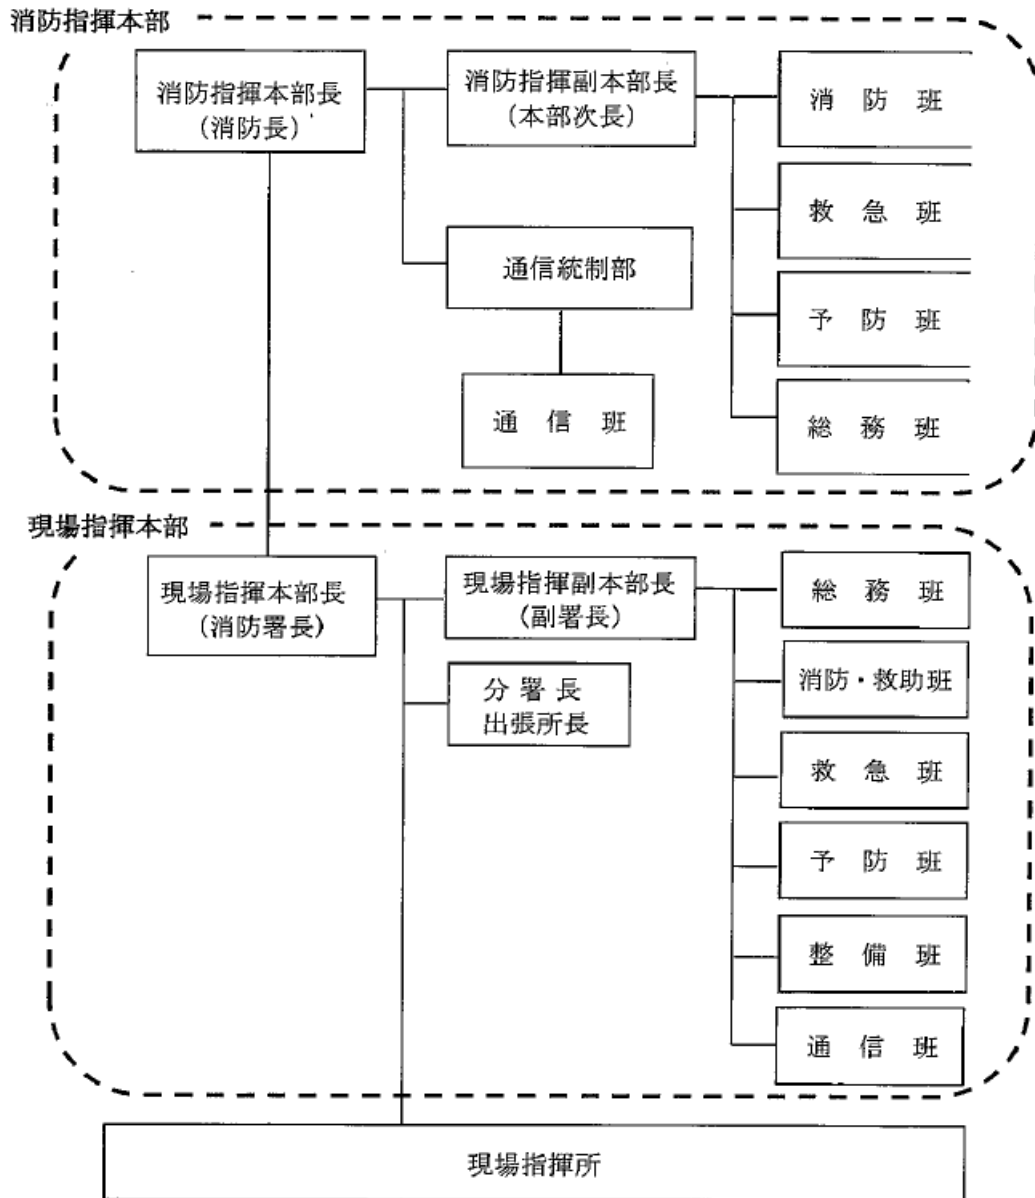 消防指揮本部
消防指揮本部長
(消防長)
消防指揮副本部長
(本部次長)
消 防 班
救 急 班
通信統制部
予 防 班
通 信 班
総 務 班
現場指揮本部
現場指揮本部長
(消防署長)
現場指揮副本部長
(副署長)
総 務 班
分 署 長
出張所長
消防・救助班
救 急 班
予 防 班
整 備 班
通 信 班
現場指揮所